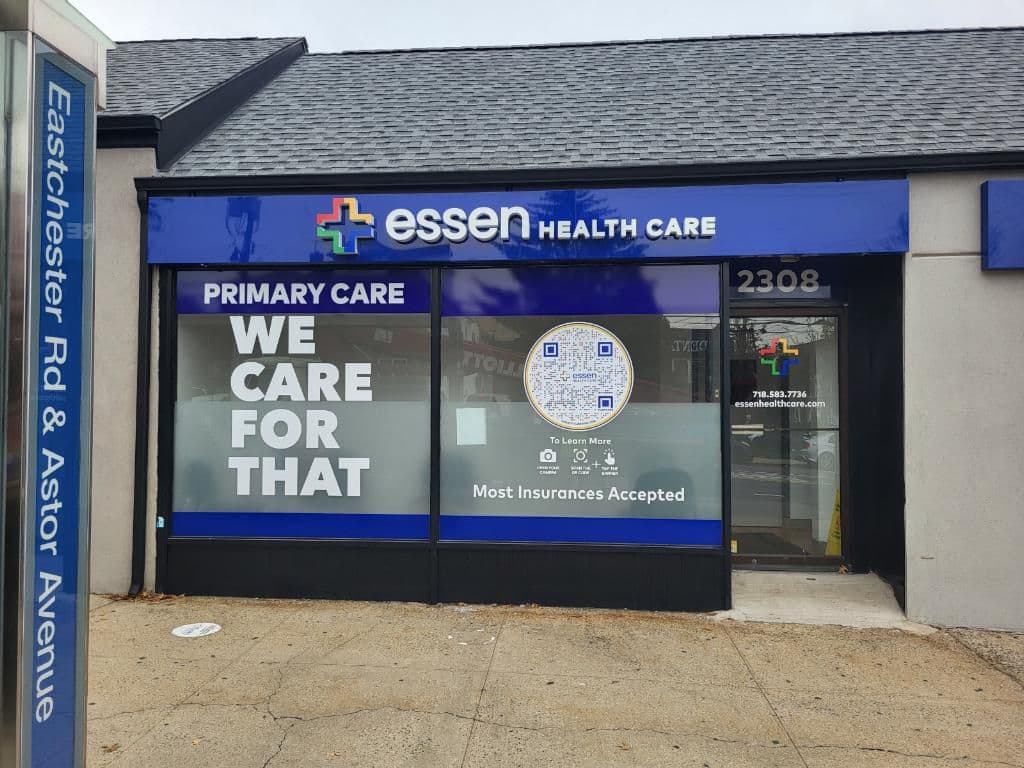 Eastchester Rd & Astor Avenue
essen HEALTH CARE
PRIMARY CARE
WE
CARE
FOR
THAT
essen
To Learn More
Most Insurances Accepted
2308
718.583.7736
essenhealthcare.com